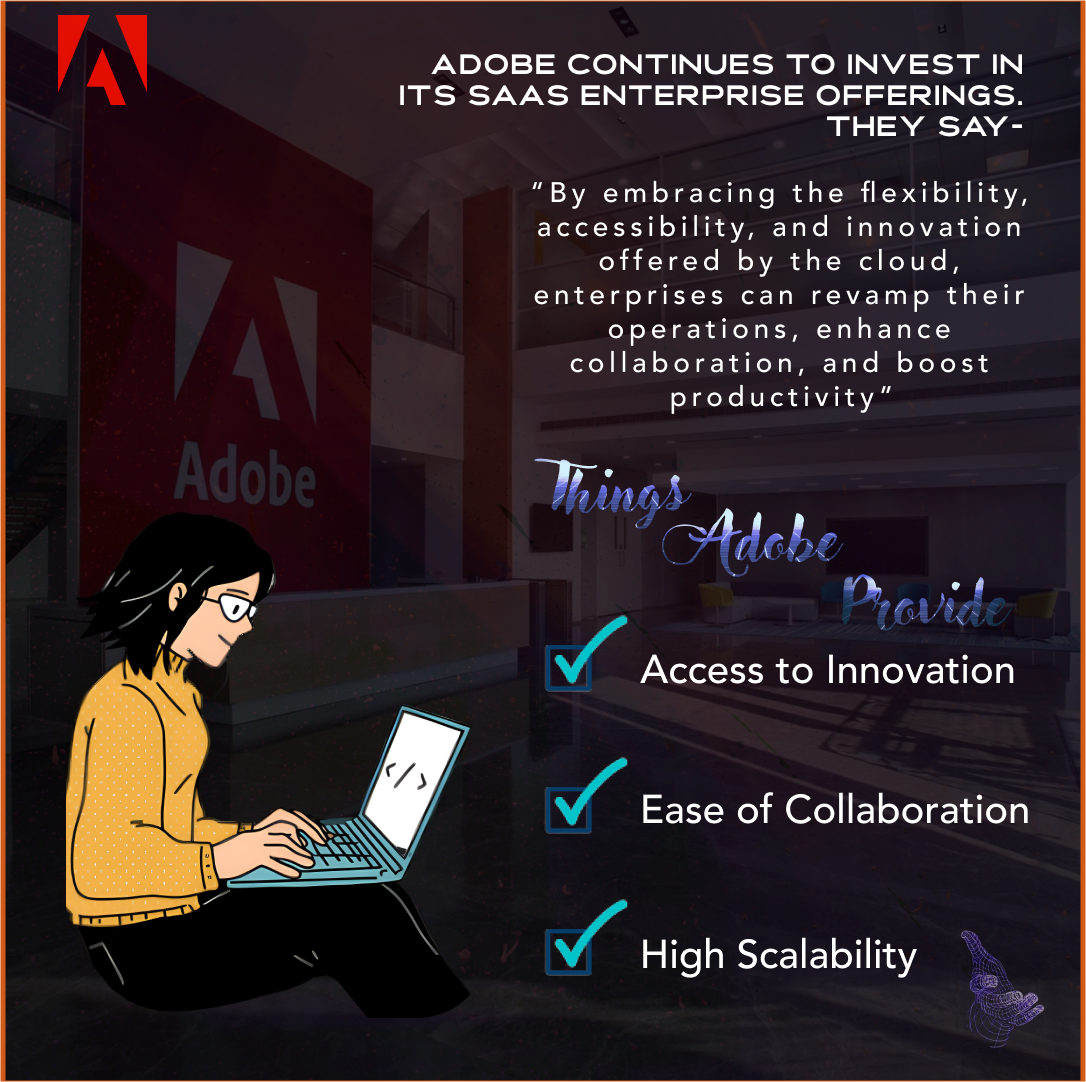 ADOBE CONTINUES TO INVEST IN
ITS SAAS ENTERPRISE OFFERINGS.
THEY SAY-
“By embracing the flexibility,
accessibility, and innovation
offered by the cloud,
enterprises can revamp their
operations, enhance
collaboration, and boost
productivity”
Adobe
Things
Adobe
Provide
Access to Innovation
</>
Ease of Collaboration
High Scalability